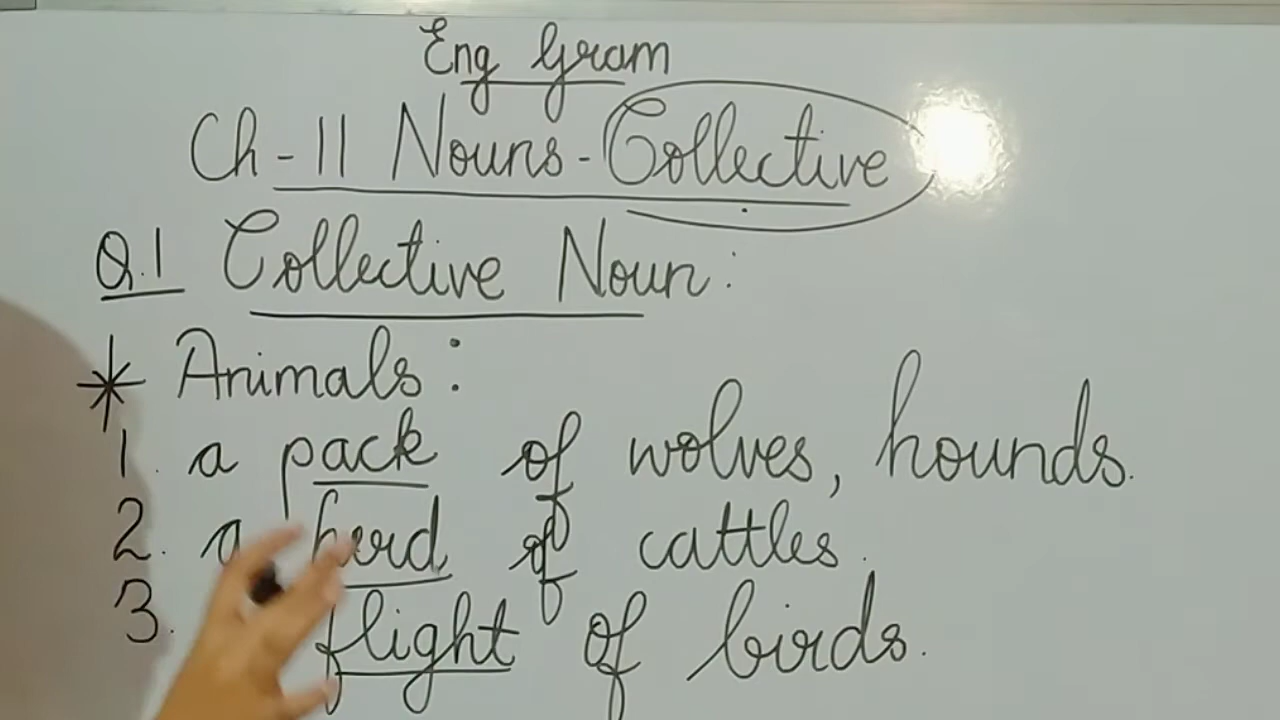 Eng Gram
Ch-11 Nouns-Collective
Q.1 Collective Noun:
* Animals:
1. a pack of wolves, hounds.
2. a herd of cattles.
3. flight of birds.